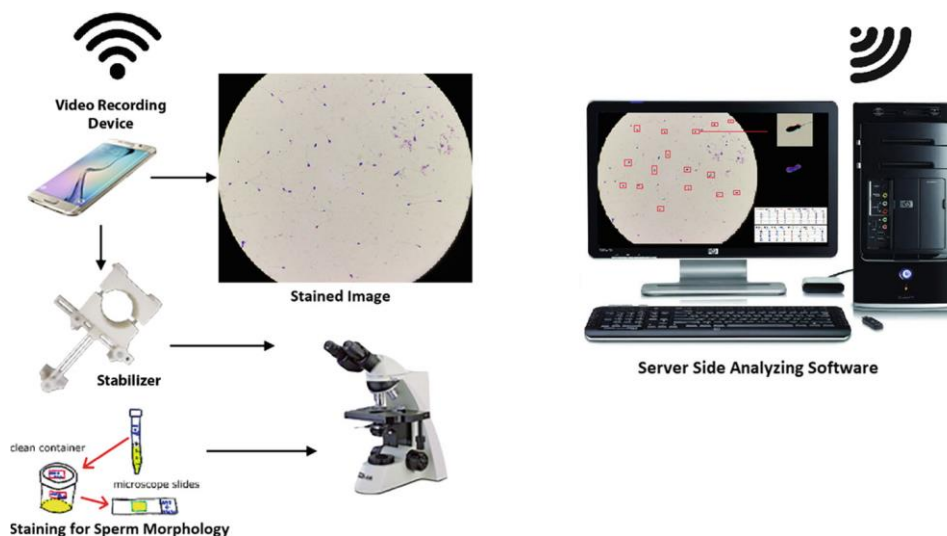 Video Recording
Device
Stained Image
Stabilizer
clean container
microscope slides
Staining for Sperm Morphology
Server Side Analyzing Software